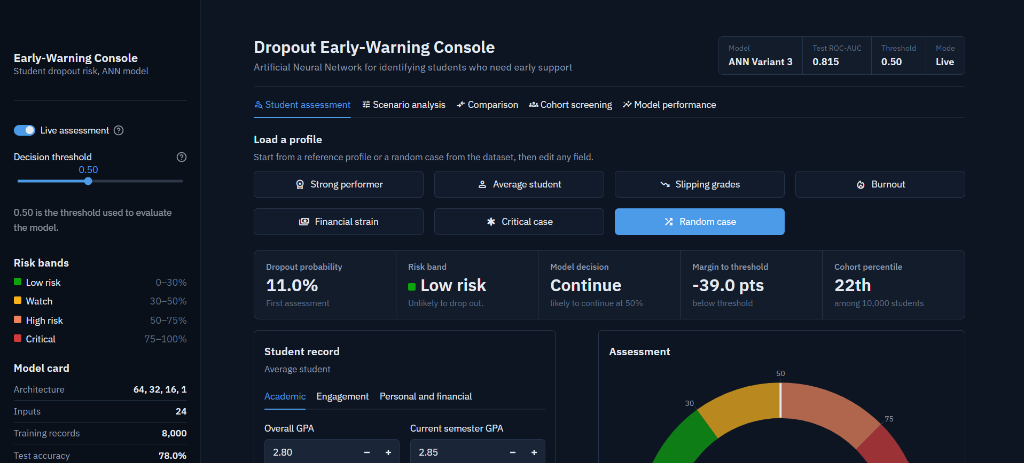 Early-Warning Console
Student dropout risk, ANN model
Live assessment
Decision threshold
0.50
0.50 is the threshold used to evaluate
the model.
Risk bands
Low risk 0–30%
Watch 30–50%
High risk 50–75%
Critical 75–100%
Model card
Architecture 64, 32, 16, 1
Inputs 24
Training records 8,000
Test accuracy 78.0%
Dropout Early-Warning Console
Artificial Neural Network for identifying students who need early support
Model Test ROC-AUC Threshold Mode
ANN Variant 3 0.815 0.50 Live
Student assessment Scenario analysis Comparison Cohort screening Model performance
Load a profile
Start from a reference profile or a random case from the dataset, then edit any field.
Strong performer Average student Slipping grades Burnout
Financial strain Critical case Random case
Dropout probability Risk band Model decision Margin to threshold Cohort percentile
11.0% Low risk Continue -39.0 pts 22th
First assessment Unlikely to drop out. likely to continue at 50% below threshold among 10,000 students
Student record
Average student
Academic Engagement Personal and financial
Overall GPA Current semester GPA
2.80 − + 2.85 − +
Assessment
50
30
75